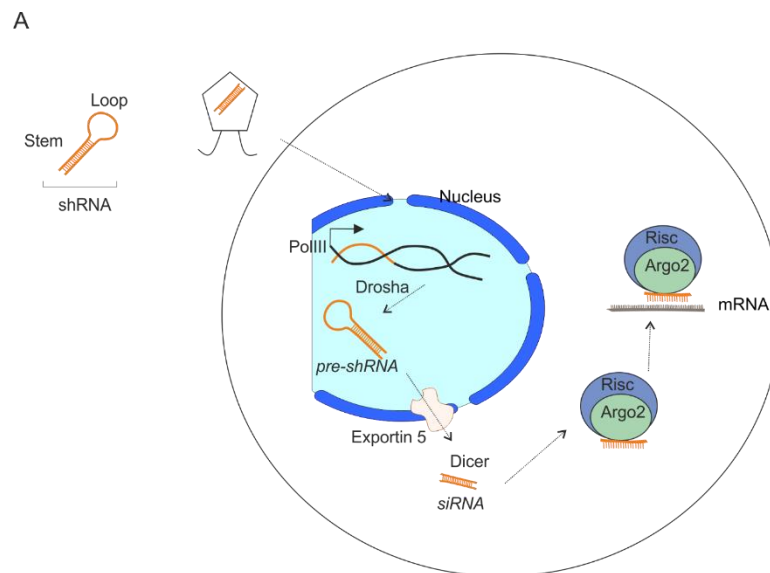 A
Loop
Stem
shRNA
Nucleus
PolIII
Drosha
pre-shRNA
Exportin 5
Dicer
siRNA
Risc
Argo2
Risc
Argo2
mRNA